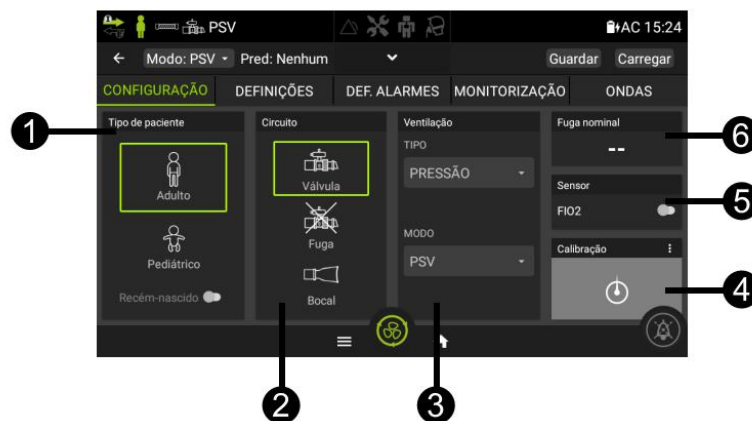 PSV
AC 15:24
Modo: PSV
Pred: Nenhum
Guardar
Carregar
CONFIGURAÇÃO
DEFINIÇÕES
DEF. ALARMES
MONITORIZAÇÃO
ONDAS
1
Tipo de paciente
Adulto
Pediátrico
Recém-nascido
Circuito
Válvula
Fuga
Bocal
Ventilação
TIPO
PRESSÃO
MODO
PSV
Fuga nominal
--
6
Sensor
FIO2
5
Calibração
4
2
3